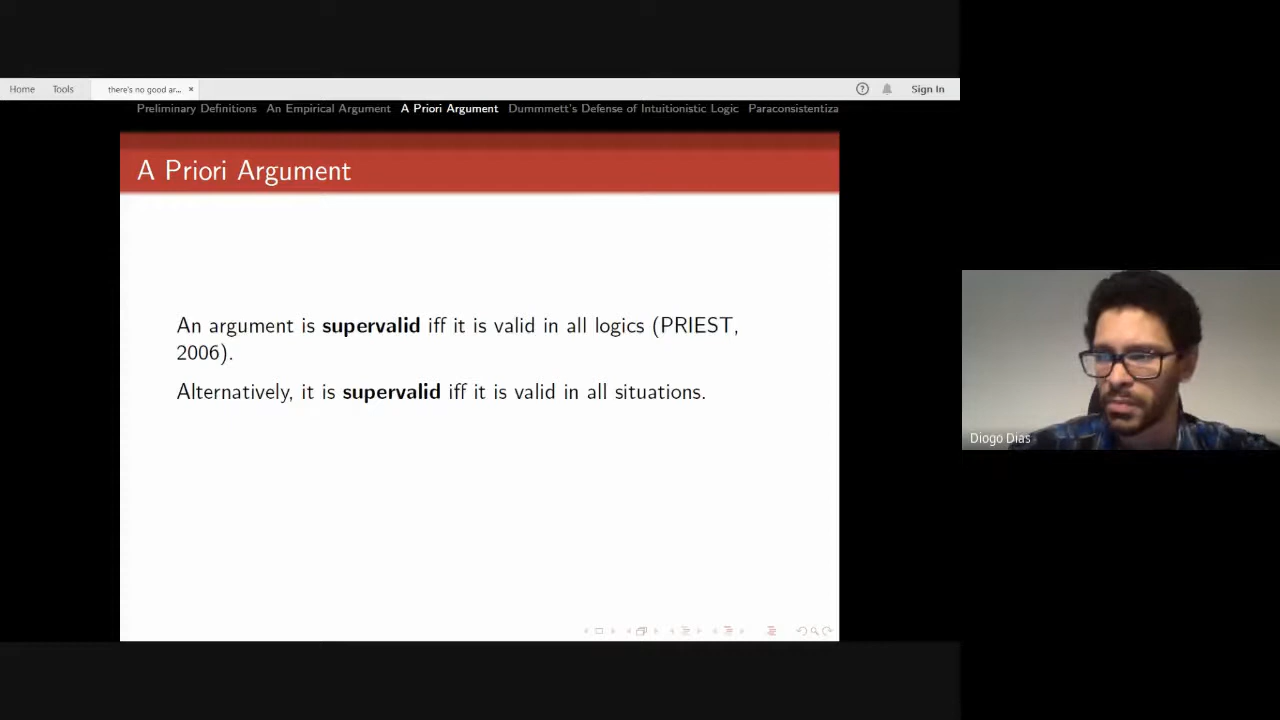 Home Tools there's no good ar... × Sign In
Preliminary Definitions An Empirical Argument A Priori Argument Dummmett's Defense of Intuitionistic Logic Paraconsistentiza
A Priori Argument
An argument is supervalid iff it is valid in all logics (PRIEST,
2006).
Alternatively, it is supervalid iff it is valid in all situations.
Diogo Dias